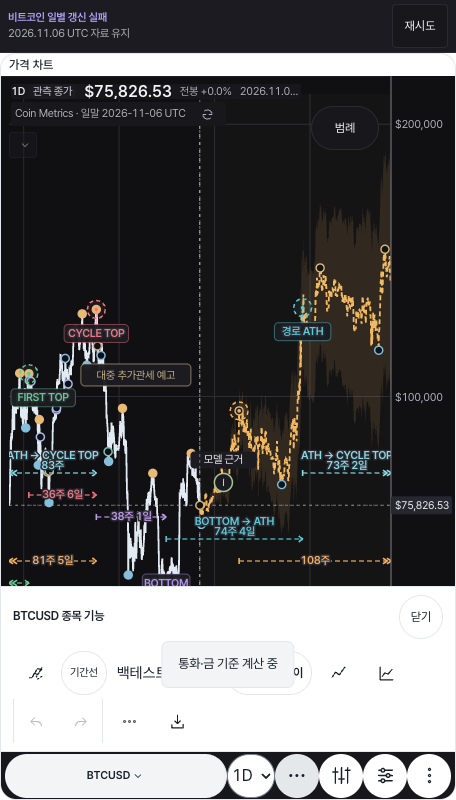 비트코인 일별 갱신 실패
2026.11.06 UTC 자료 유지
재시도
가격 차트
1D 관측 종가 $75,826.53 전봉 +0.0% 2026.11.0...
Coin Metrics · 일말 2026-11-06 UTC
범례
$200,000
CYCLE TOP
경로 ATH
대중 추가관세 예고
FIRST TOP
$100,000
ATH → CYCLE TOP
83주
모델 근거
ATH → CYCLE TOP
73주 2일
36주 6일
$75,826.53
38주 1일
BOTTOM → ATH
74주 4일
81주 5일
108주
BOTTOM
BTCUSD 종목 기능
닫기
통화·금 기준 계산 중
기간선
백테스트
BTCUSD
1D